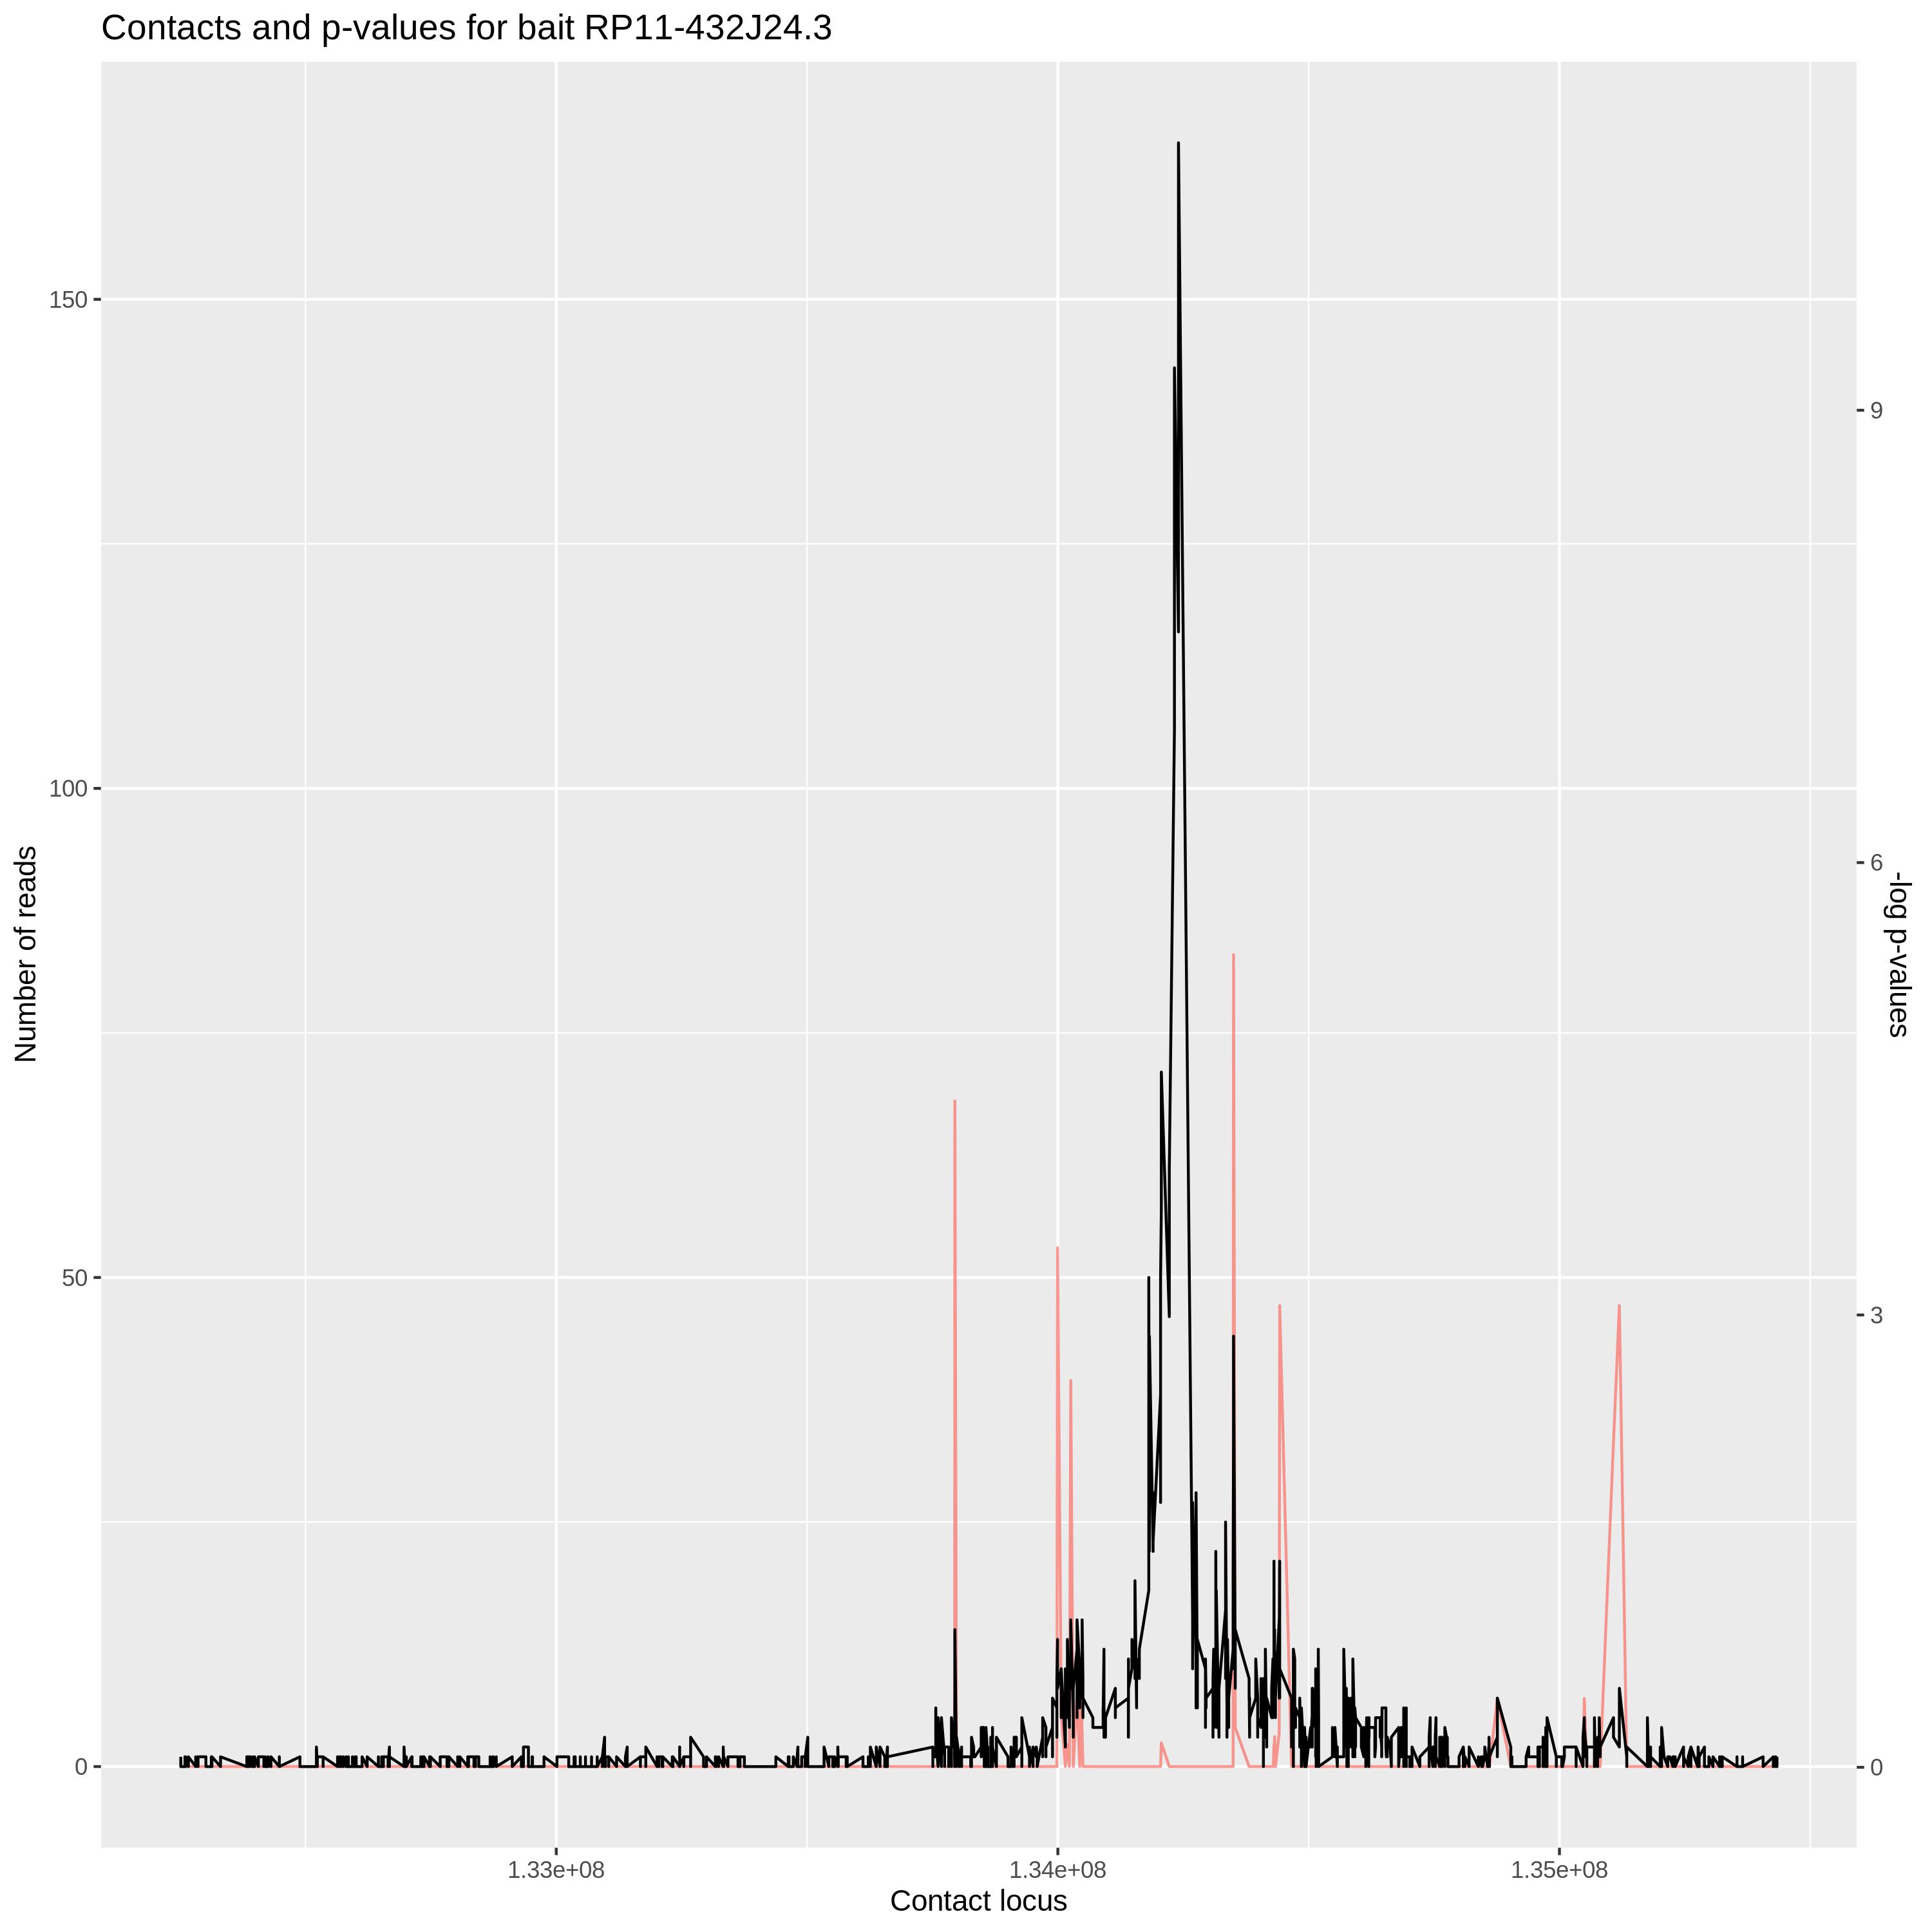 Contacts and p-values for bait RP11-432J24.3
150
100
50
0
Number of reads
9
6
3
0
-log p-values
1.33e+08
1.34e+08
1.35e+08
Contact locus